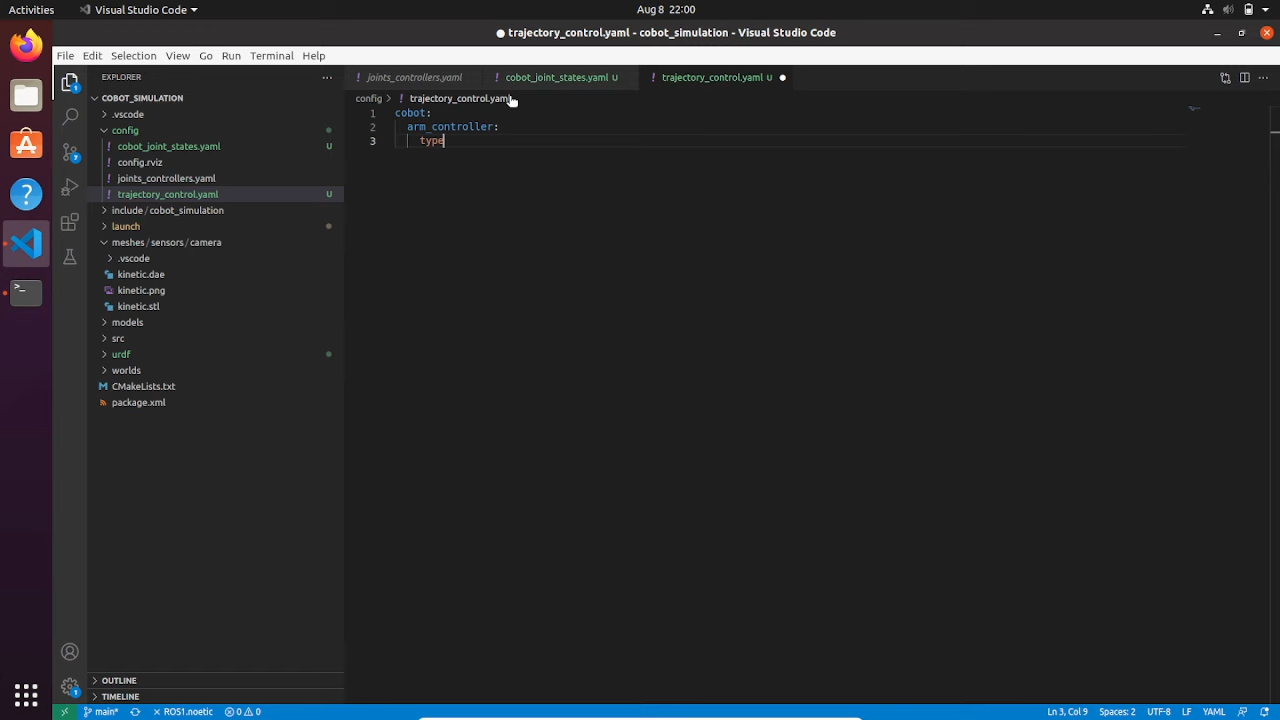 Activities
Visual Studio Code
Aug 8 22:00
trajectory_control.yaml - cobot_simulation - Visual Studio Code
File Edit Selection View Go Run Terminal Help
EXPLORER
joints_controllers.yaml
cobot_joint_states.yaml U
trajectory_control.yaml U
COBOT_SIMULATION
config > trajectory_control.yaml
.vscode
config
cobot_joint_states.yaml U
config.rviz
joints_controllers.yaml
trajectory_control.yaml U
include / cobot_simulation
launch
meshes / sensors / camera
.vscode
kinetic.dae
kinetic.png
kinetic.stl
models
src
urdf
worlds
CMakeLists.txt
package.xml
1 cobot:
2 arm_controller:
3 type
OUTLINE
TIMELINE
main* ROS1.noetic 0 0
Ln 3, Col 9 Spaces: 2 UTF-8 LF YAML